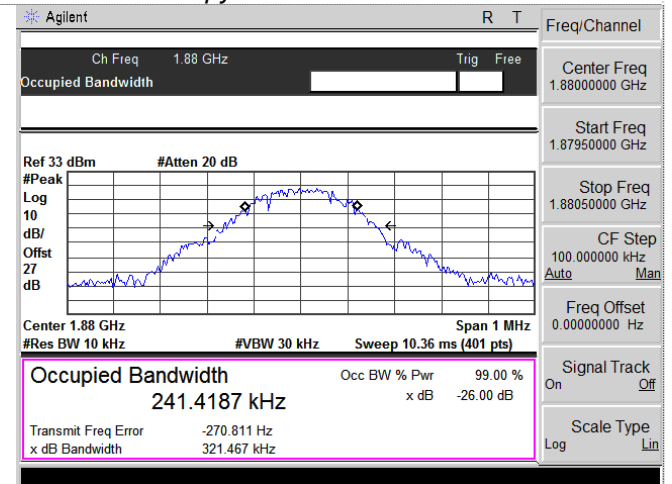 Agilent R T
Freq/Channel
Ch Freq 1.88 GHz Trig Free
Occupied Bandwidth
Center Freq
1.88000000 GHz
Start Freq
1.87950000 GHz
Stop Freq
1.88050000 GHz
CF Step
100.000000 kHz
Auto Man
Freq Offset
0.00000000 Hz
Signal Track
On Off
Scale Type
Log Lin
Ref 33 dBm #Atten 20 dB
#Peak
Log
10
dB/
Offst
27
dB
Center 1.88 GHz Span 1 MHz
#Res BW 10 kHz #VBW 30 kHz Sweep 10.36 ms (401 pts)
Occupied Bandwidth Occ BW % Pwr 99.00 %
241.4187 kHz x dB -26.00 dB
Transmit Freq Error -270.811 Hz
x dB Bandwidth 321.467 kHz